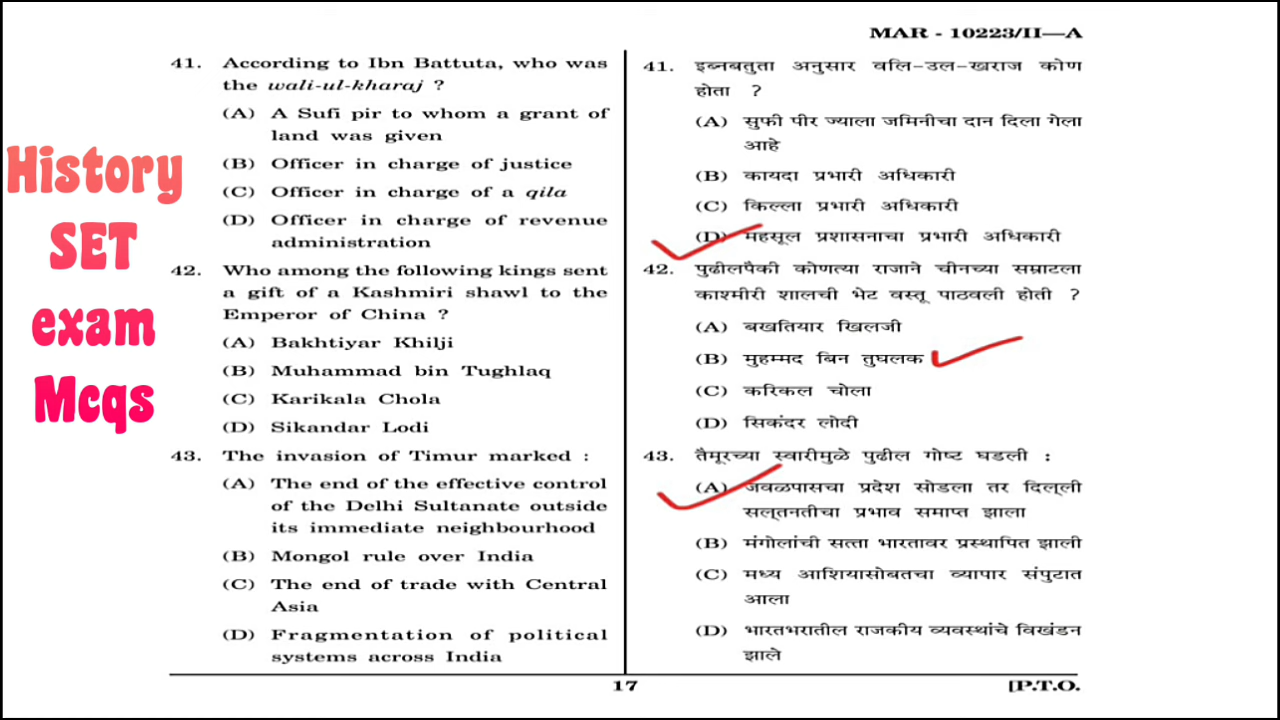 History
SET
exam
Mcqs
MAR - 10223/II—A
41. According to Ibn Battuta, who was
the wali-ul-kharaj ?
(A) A Sufi pir to whom a grant of
land was given
(B) Officer in charge of justice
(C) Officer in charge of a qila
(D) Officer in charge of revenue
administration
42. Who among the following kings sent
a gift of a Kashmiri shawl to the
Emperor of China ?
(A) Bakhtiyar Khilji
(B) Muhammad bin Tughlaq
(C) Karikala Chola
(D) Sikandar Lodi
43. The invasion of Timur marked :
(A) The end of the effective control
of the Delhi Sultanate outside
its immediate neighbourhood
(B) Mongol rule over India
(C) The end of trade with Central
Asia
(D) Fragmentation of political
systems across India
41. इब्नबतुता अनुसार वलि-उल-खराज कोण
होता ?
(A) सुफी पीर ज्याला जमिनीचा दान दिला गेला
आहे
(B) कायदा प्रभारी अधिकारी
(C) किल्ला प्रभारी अधिकारी
(D) महसूल प्रशासनाचा प्रभारी अधिकारी
42. पुढीलपैकी कोणत्या राजाने चीनच्या सम्राटला
काश्मीरी शालची भेट वस्तू पाठवली होती ?
(A) बखतियार खिलजी
(B) मुहम्मद बिन तुघलक
(C) करिकल चोला
(D) सिकंदर लोदी
43. तैमूरच्या स्वारीमुळे पुढील गोष्ट घडली :
(A) जवळपासचा प्रदेश सोडला तर दिल्ली
सल्तनतीचा प्रभाव समाप्त झाला
(B) मंगोलांची सत्ता भारतावर प्रस्थापित झाली
(C) मध्य आशियासोबतचा व्यापार संपुटात
आला
(D) भारतभरातील राजकीय व्यवस्थांचे विखंडन
झाले
17
[P.T.O.